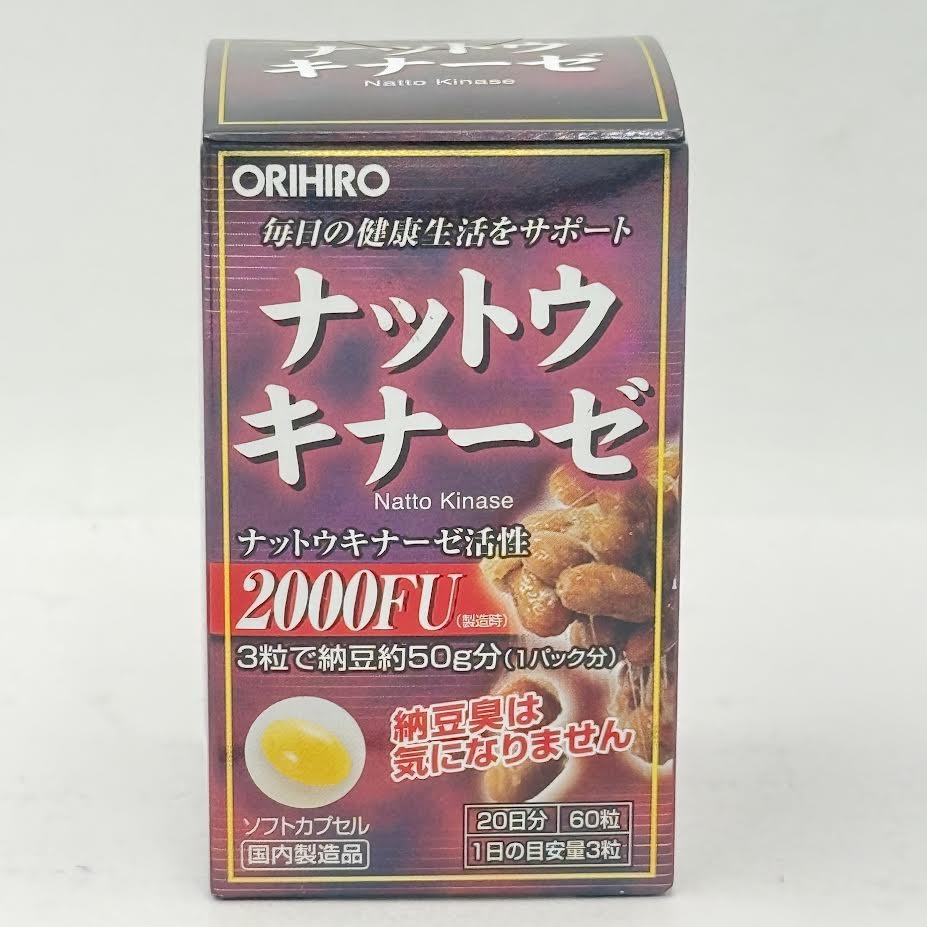 ナットウ
キナーゼ
Natto Kinase
ORIHIRO
毎日の健康生活をサポート
ナットウ
キナーゼ
Natto Kinase
ナットウキナーゼ活性
2000FU(製造時)
3粒で納豆約50g分(1パック分)
納豆臭は
気になりません
ソフトカプセル
国内製造品
20日分 60粒
1日の目安量3粒